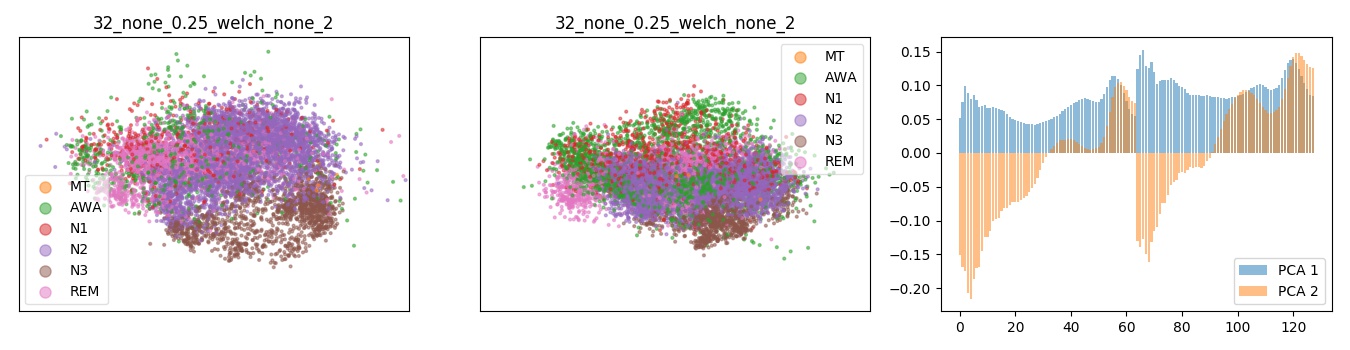 32_none_0.25_welch_none_2
MT
AWA
N1
N2
N3
REM
32_none_0.25_welch_none_2
MT
AWA
N1
N2
N3
REM
0.15
0.10
0.05
0.00
−0.05
−0.10
−0.15
−0.20
0 20 40 60 80 100 120
PCA 1
PCA 2